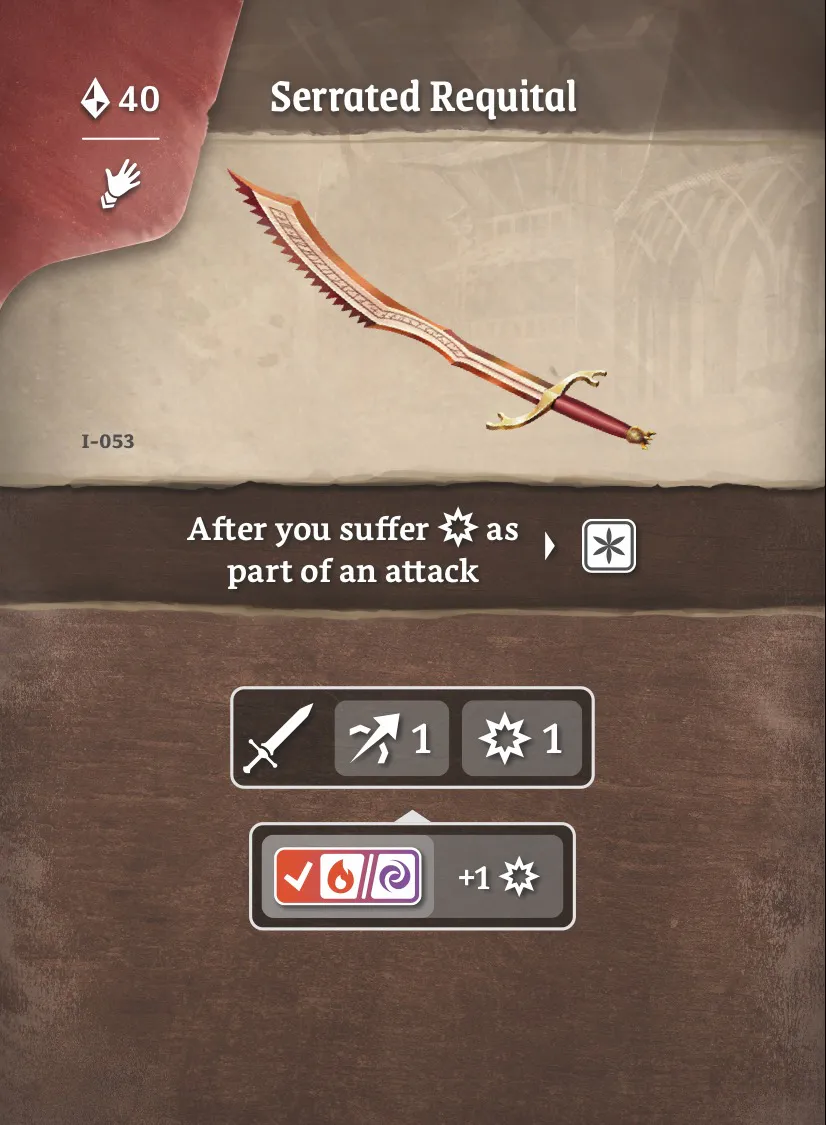 40
Serrated Requital
I-053
After you suffer as
part of an attack
1 1
+1